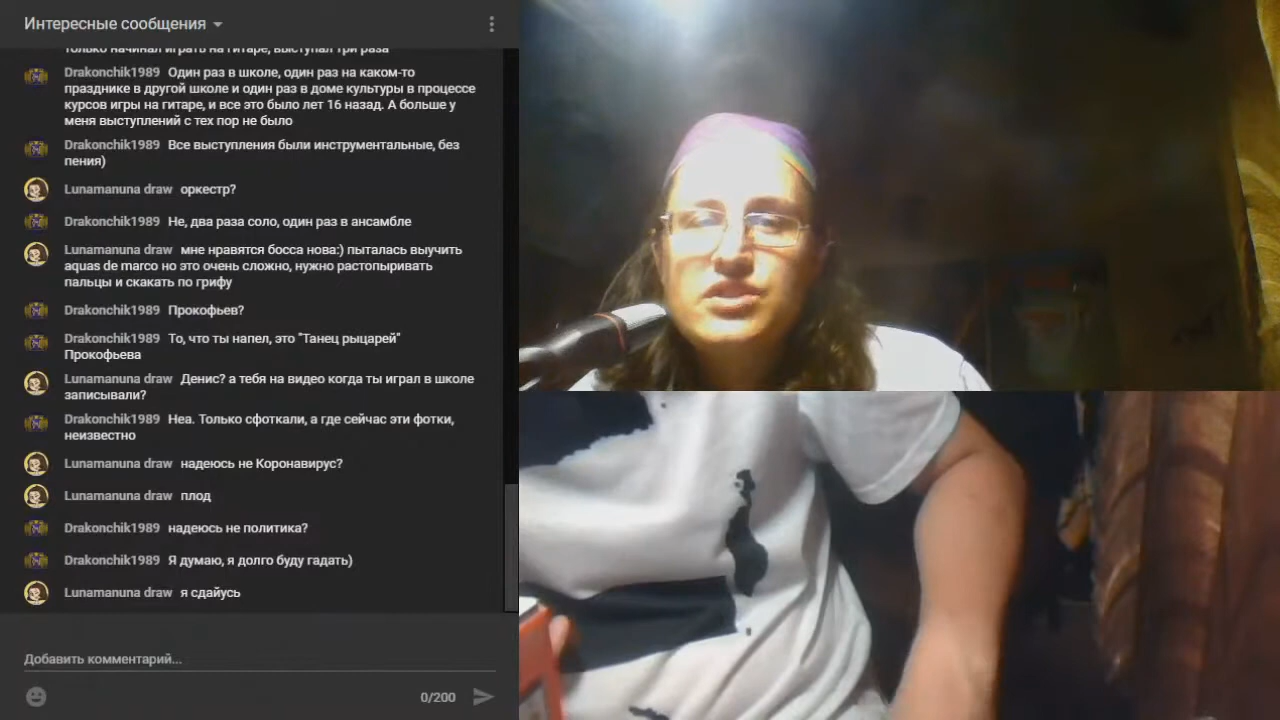 Интересные сообщения
только начинал играть на гитаре, выступал три раза
Drakonchik1989 Один раз в школе, один раз на каком-то
празднике в другой школе и один раз в доме культуры в процессе
курсов игры на гитаре, и все это было лет 16 назад. А больше у
меня выступлений с тех пор не было
Drakonchik1989 Все выступления были инструментальные, без
пения)
Lunamanuna draw оркестр?
Drakonchik1989 Не, два раза соло, один раз в ансамбле
Lunamanuna draw мне нравятся босса нова:) пыталась выучить
aquas de marco но это очень сложно, нужно растопыривать
пальцы и скакать по грифу
Drakonchik1989 Прокофьев?
Drakonchik1989 То, что ты напел, это "Танец рыцарей"
Прокофьева
Lunamanuna draw Денис? а тебя на видео когда ты играл в школе
записывали?
Drakonchik1989 Неа. Только сфоткали, а где сейчас эти фотки,
неизвестно
Lunamanuna draw надеюсь не Коронавирус?
Lunamanuna draw плод
Drakonchik1989 надеюсь не политика?
Drakonchik1989 Я думаю, я долго буду гадать)
Lunamanuna draw я сдайусь
Добавить комментарий...
0/200